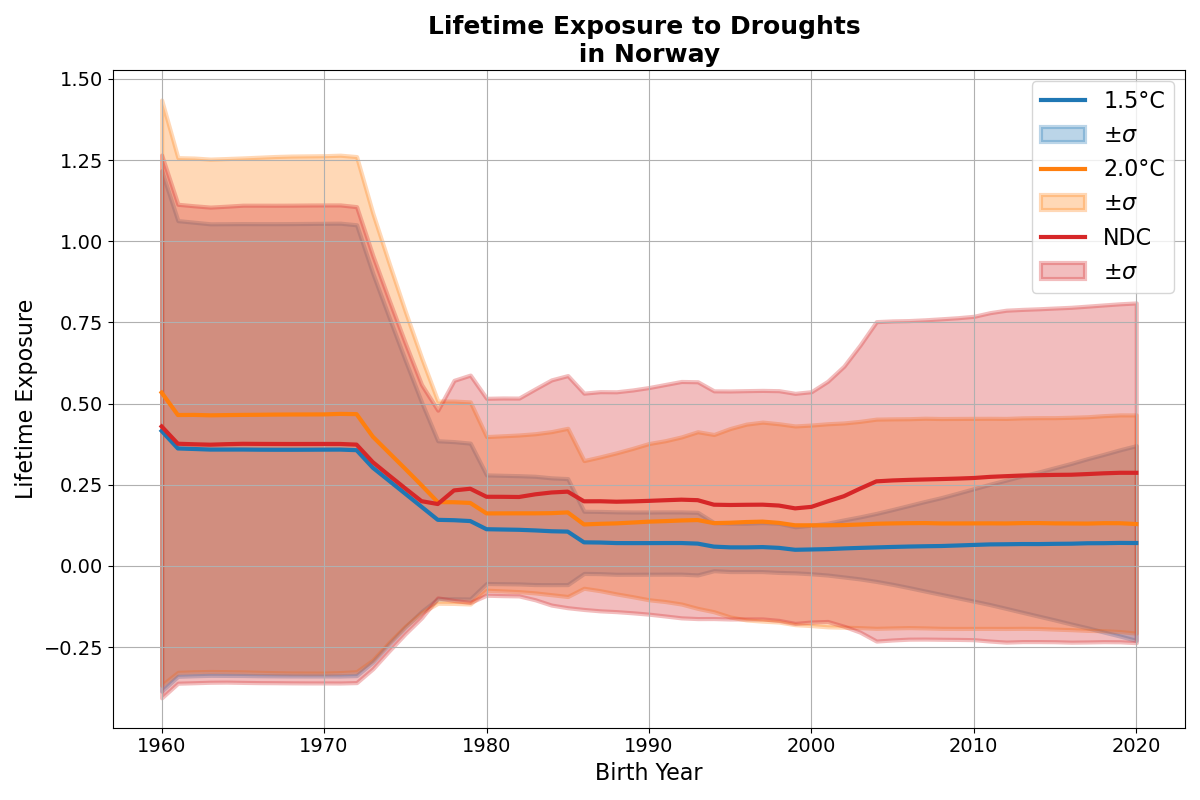 Lifetime Exposure to Droughts
in Norway
1.50
1.25
1.00
0.75
0.50
0.25
0.00
−0.25
Lifetime Exposure
1.5°C
±σ
2.0°C
±σ
NDC
±σ
1960
1970
1980
1990
2000
2010
2020
Birth Year